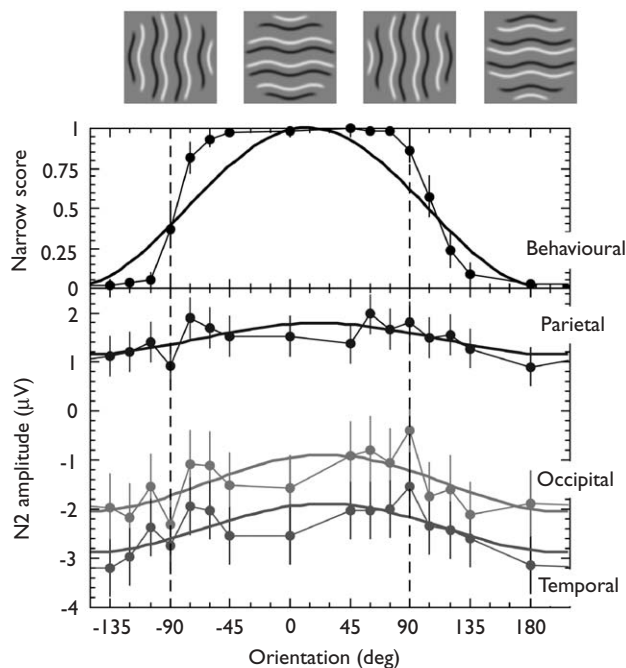 1
0.75
0.5
0.25
0
Narrow score
Behavioural
2
1
0
-1
-2
-3
-4
N2 amplitude (μV)
Parietal
Occipital
Temporal
-135 -90 -45 0 45 90 135 180
Orientation (deg)